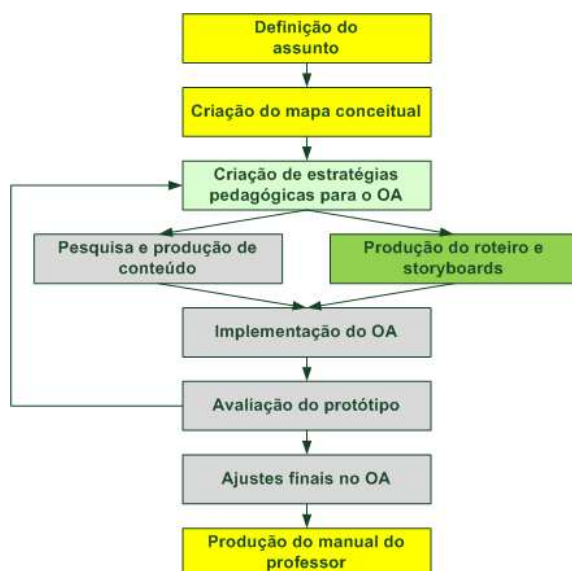 Definição do
assunto
Criação do mapa conceitual
Criação de estratégias
pedagógicas para o OA
Pesquisa e produção de
conteúdo
Produção do roteiro e
storyboards
Implementação do OA
Avaliação do protótipo
Ajustes finais no OA
Produção do manual do
professor